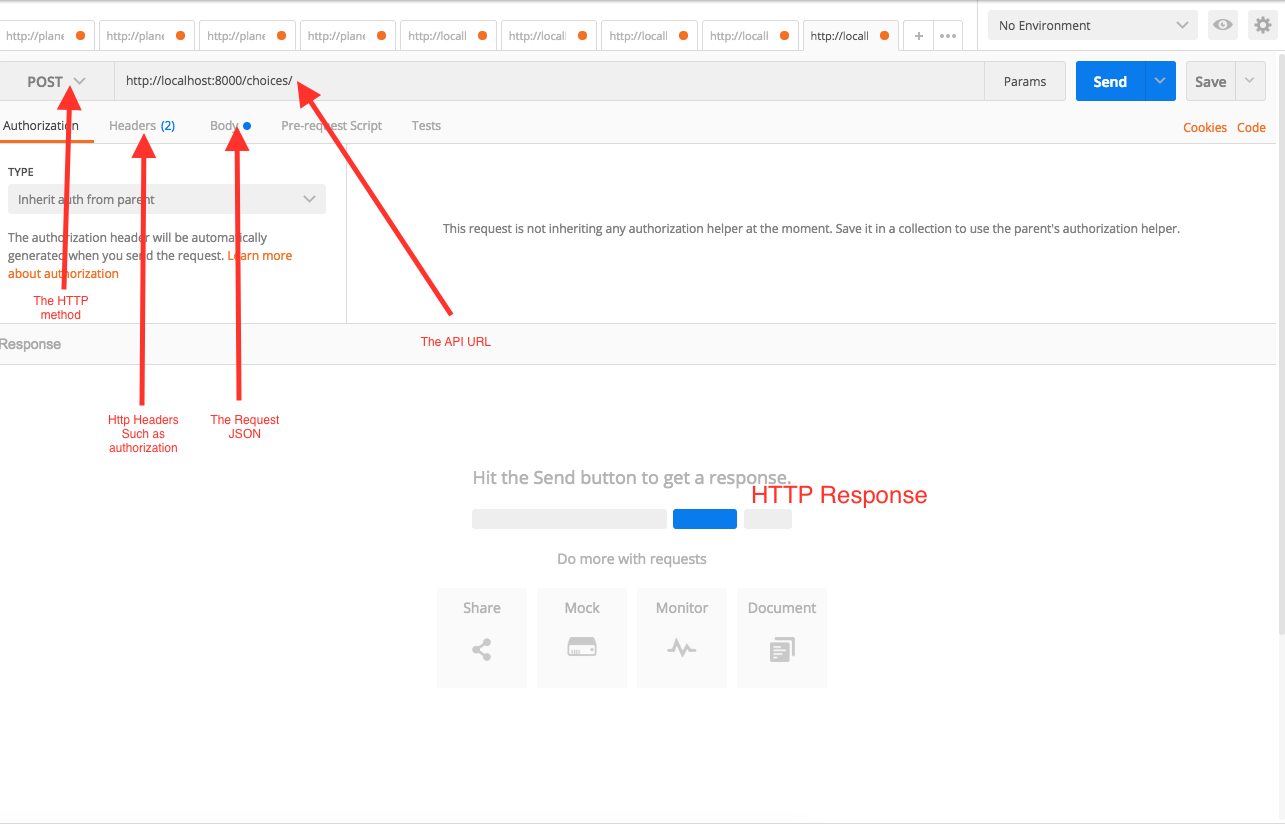 http://plane
http://plane
http://plane
http://plane
http://locall
http://locall
http://locall
http://locall
http://locall
+
•••
No Environment
POST
http://localhost:8000/choices/
Params
Send
Save
Authorization
Headers (2)
Body
Pre-request Script
Tests
Cookies
Code
TYPE
Inherit auth from parent
The authorization header will be automatically
generated when you send the request. Learn more
about authorization
This request is not inheriting any authorization helper at the moment. Save it in a collection to use the parent's authorization helper.
The HTTP
method
The API URL
Response
Http Headers
Such as
authorization
The Request
JSON
Hit the Send button to get a response.
HTTP Response
Do more with requests
Share
Mock
Monitor
Document